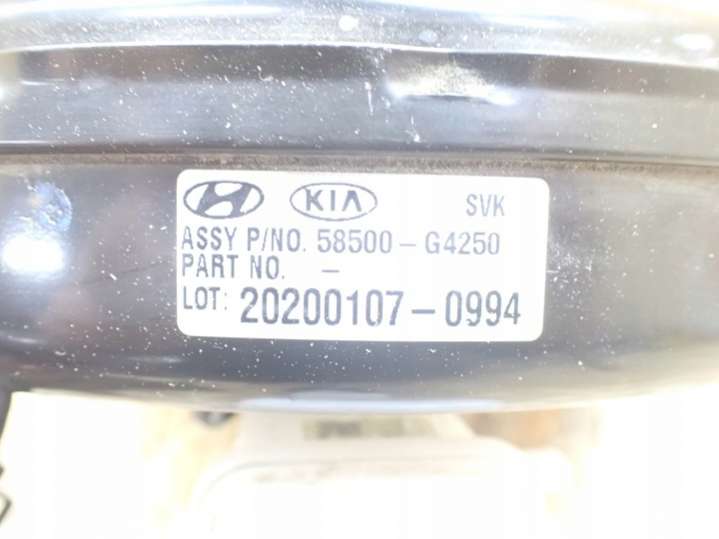 KIA SVK
ASSY P/NO. 58500-G4250
PART NO. -
LOT: 20200107-0994